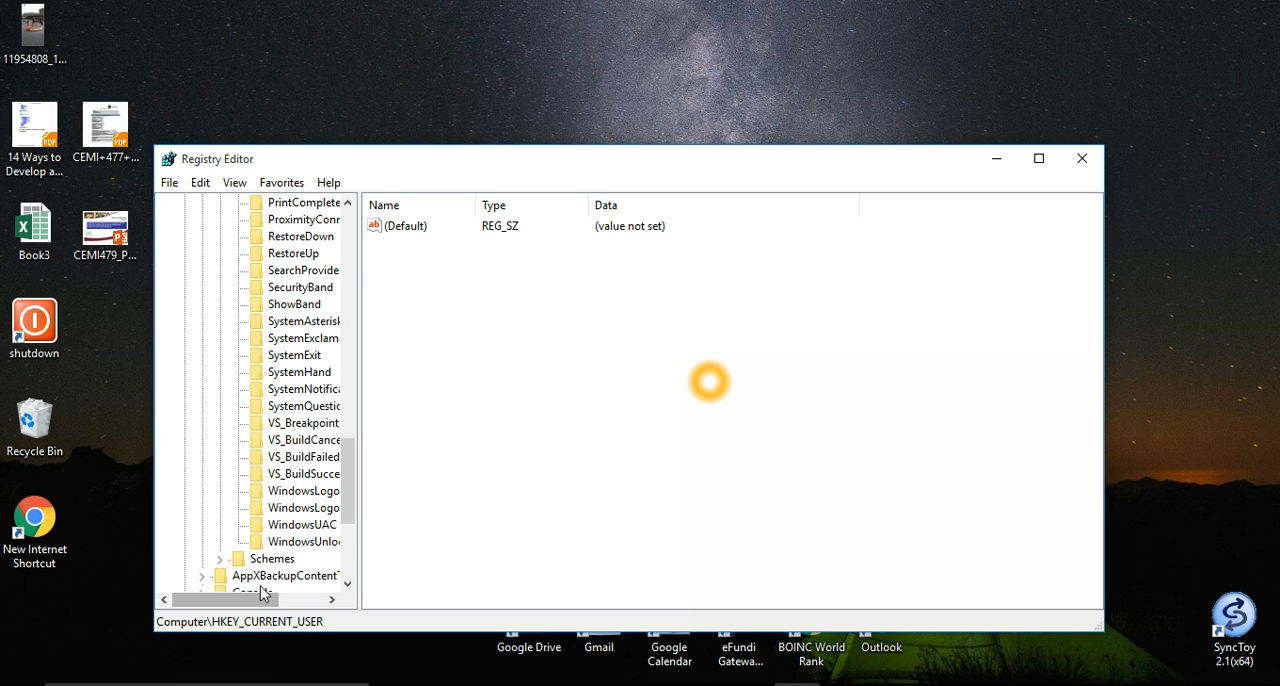 11954808_1...
PDF
PDF
14 Ways to
Develop a...
CEMI+477+...
Book3
CEMI479_P...
shutdown
Recycle Bin
New Internet
Shortcut
Registry Editor
File Edit View Favorites Help
PrintComplete
ProximityConr
RestoreDown
RestoreUp
SearchProvide
SecurityBand
ShowBand
SystemAsterisk
SystemExclam
SystemExit
SystemHand
SystemNotifica
SystemQuestic
VS_Breakpoint
VS_BuildCance
VS_BuildFailed
VS_BuildSucce
WindowsLogo
WindowsLogo
WindowsUAC
WindowsUnlo
Schemes
AppXBackupContent
Name Type Data
(Default) REG_SZ (value not set)
Computer\HKEY_CURRENT_USER
Google Drive
Gmail
Google
Calendar
eFundi
Gatewa...
BOINC World
Rank
Outlook
SyncToy
2.1(x64)